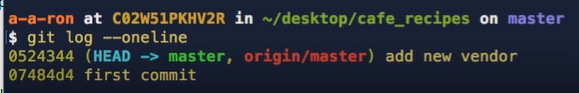 a-a-ron at C02W51PKHV2R in ~/desktop/cafe_recipes on master
$ git log --oneline
0524344 (HEAD -> master, origin/master) add new vendor
07484d4 first commit